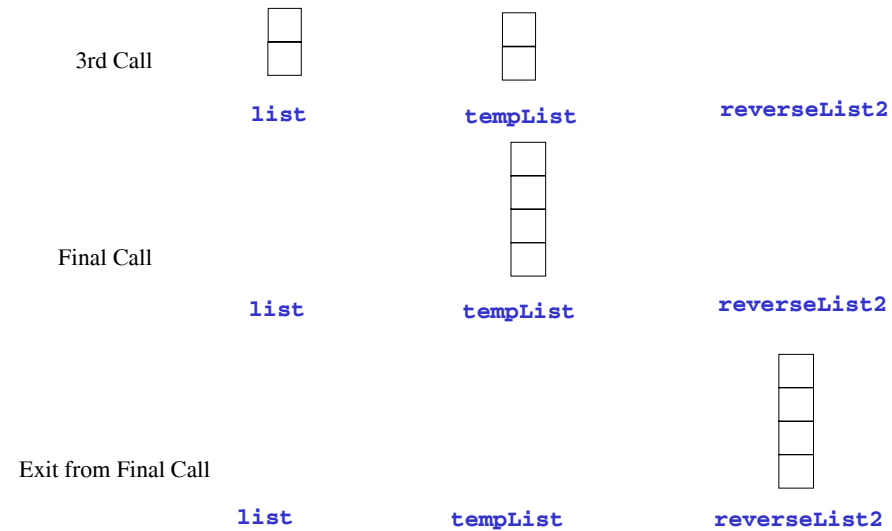 3rd Call
list tempList reverseList2
Final Call
list tempList reverseList2
Exit from Final Call
list tempList reverseList2